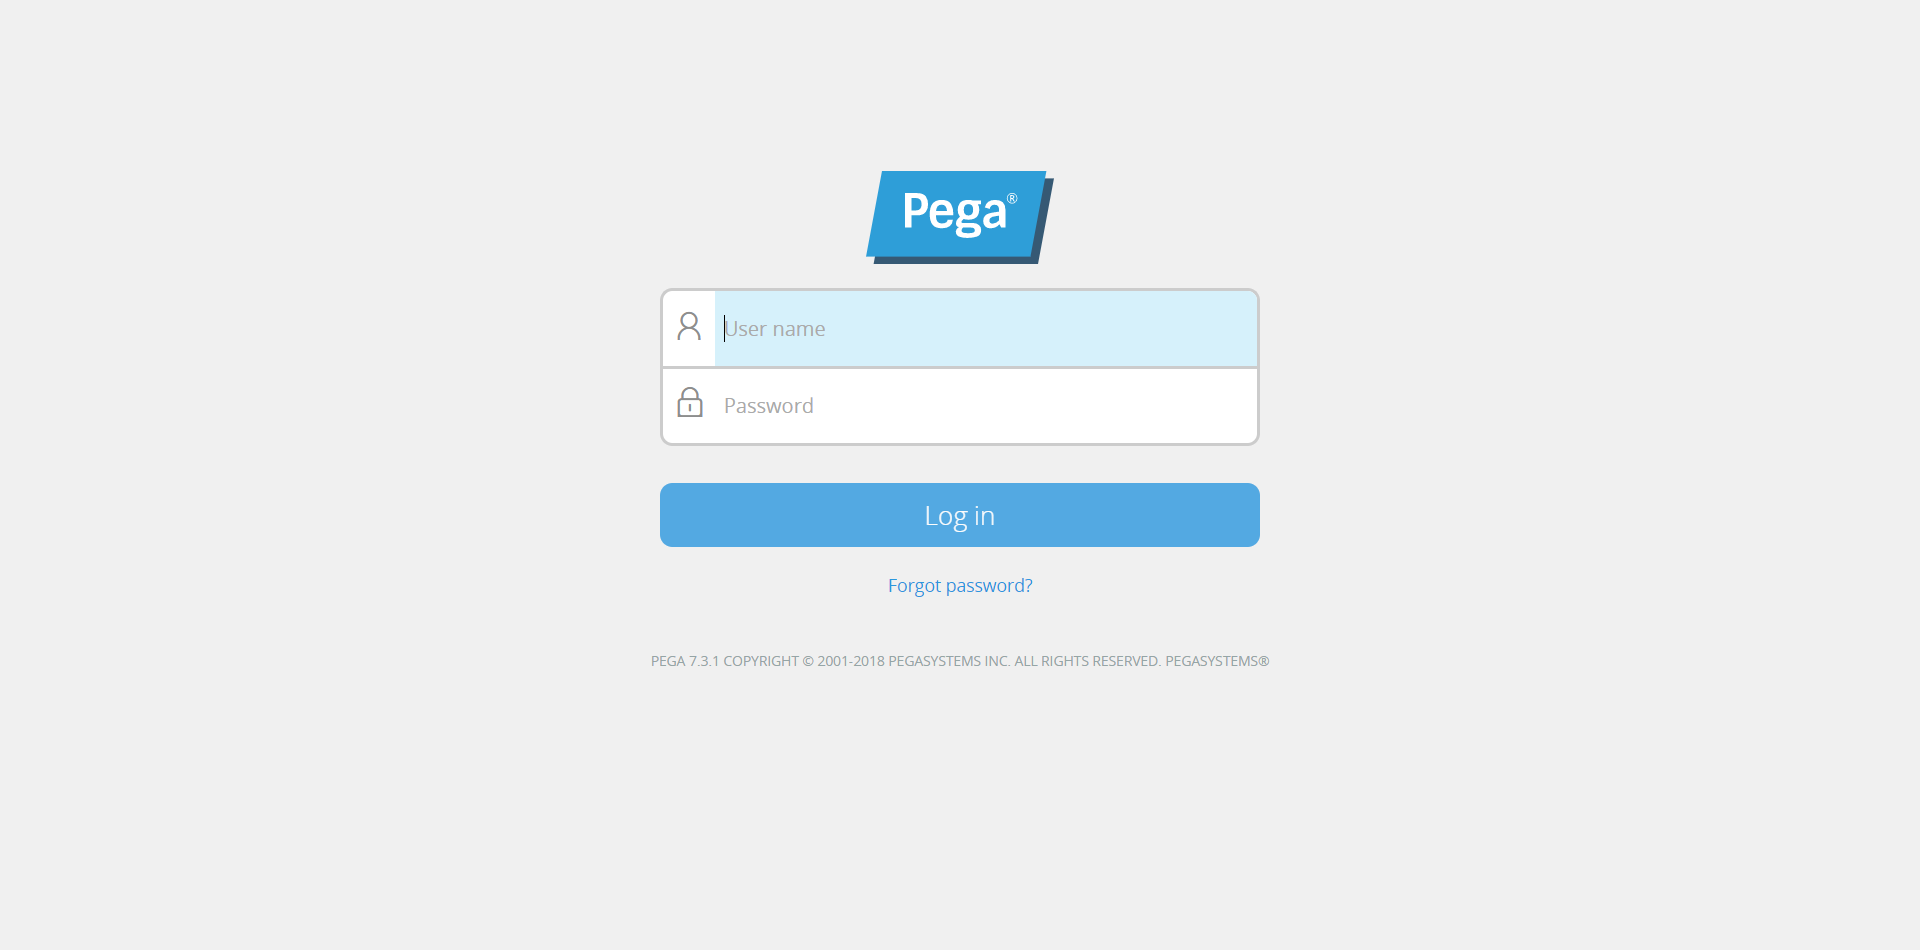 Pega®
User name
Password
Log in
Forgot password?
PEGA 7.3.1 COPYRIGHT © 2001-2018 PEGASYSTEMS INC. ALL RIGHTS RESERVED. PEGASYSTEMS®